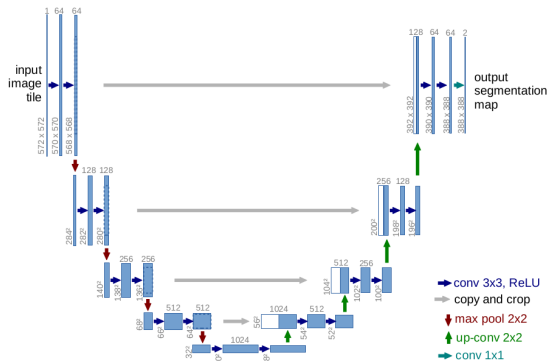 1 64 64
128 64 64 2
input
image
tile
output
segmentation
map
572 x 572
570 x 570
568 x 568
392 x 392
390 x 390
388 x 388
388 x 388
128 128
256 128
284²
282²
280²
200²
198²
196²
256 256
512 256
140²
138²
136²
104²
102²
100²
512 512
1024 512
68²
66²
64²
56²
54²
52²
1024
32²
conv 3x3, ReLU
copy and crop
max pool 2x2
up-conv 2x2
conv 1x1